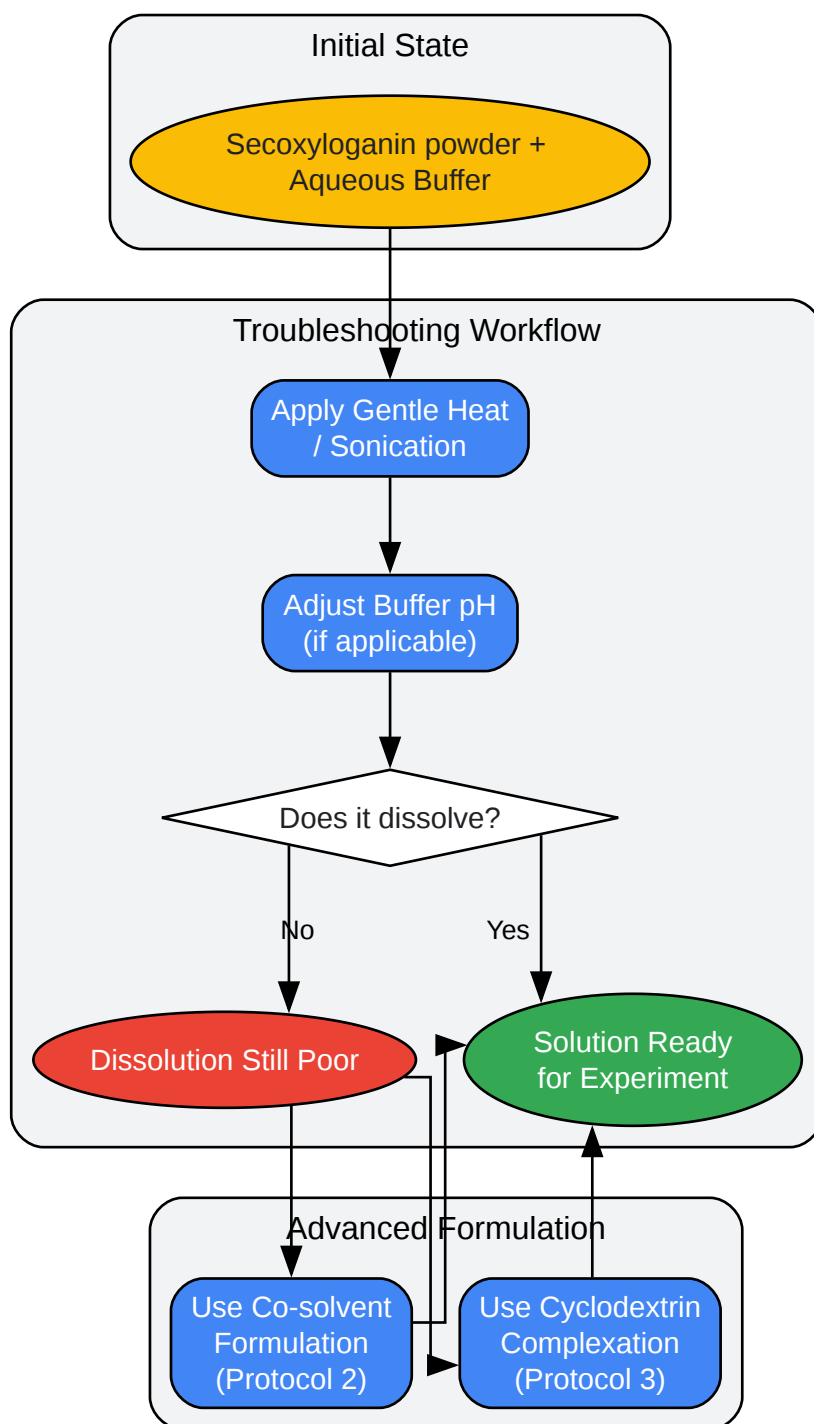 Initial State
Secoxyloganin powder +
Aqueous Buffer
Troubleshooting Workflow
Apply Gentle Heat
/ Sonication
Adjust Buffer pH
(if applicable)
Does it dissolve?
No
Yes
Dissolution Still Poor
Solution Ready
for Experiment
Advanced Formulation
Use Co-solvent
Formulation
(Protocol 2)
Use Cyclodextrin
Complexation
(Protocol 3)